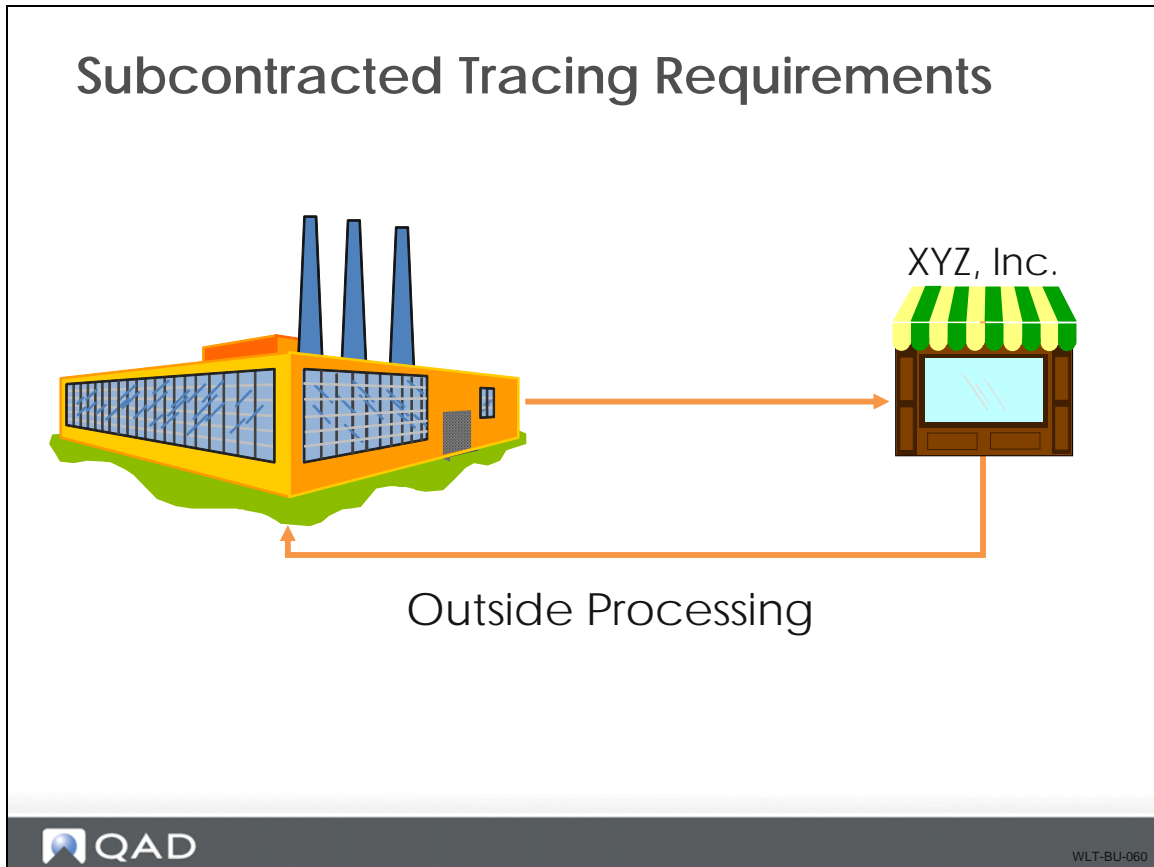 Subcontracted Tracing Requirements
XYZ, Inc.
Outside Processing
QAD
WLT-BU-060